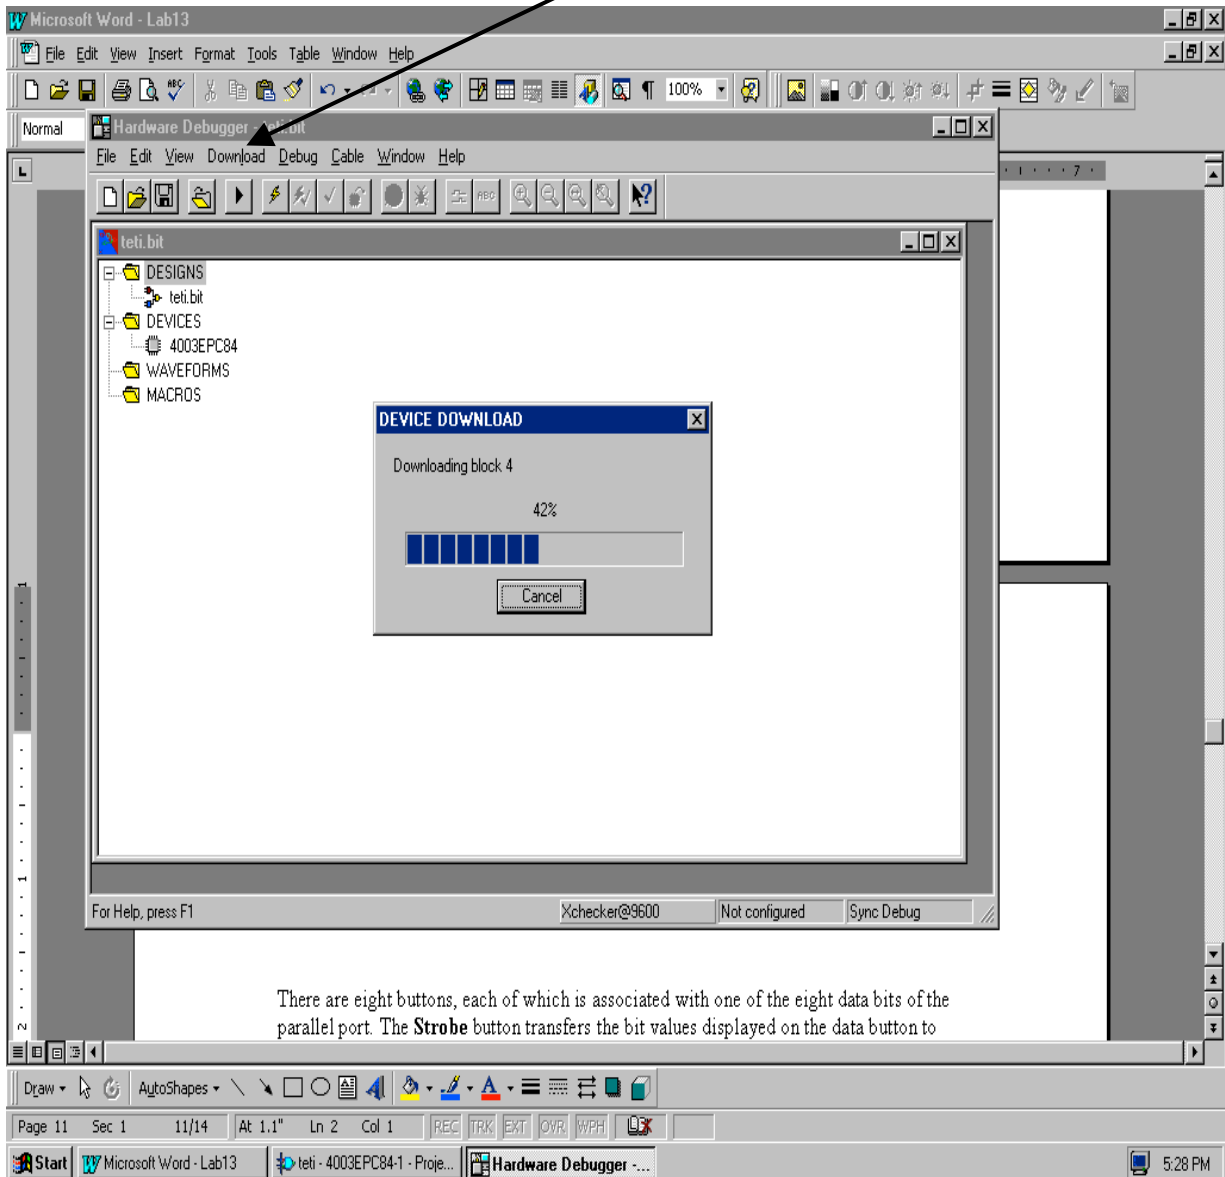 Microsoft Word - Lab13
File Edit View Insert Format Tools Table Window Help
100%
Normal
Hardware Debugger - teti.bit
File Edit View Download Debug Cable Window Help
ABC
7
teti.bit
DESIGNS
teti.bit
DEVICES
4003EPC84
WAVEFORMS
MACROS
DEVICE DOWNLOAD
Downloading block 4
42%
Cancel
For Help, press F1
Xchecker@9600
Not configured
Sync Debug
There are eight buttons, each of which is associated with one of the eight data bits of the
parallel port. The Strobe button transfers the bit values displayed on the data button to
Draw AutoShapes
Page 11 Sec 1 11/14 At 1.1" Ln 2 Col 1 REC TRK EXT OVR WPH
Start Microsoft Word - Lab13 teti - 4003EPC84-1 - Proje... Hardware Debugger -... 5:28 PM